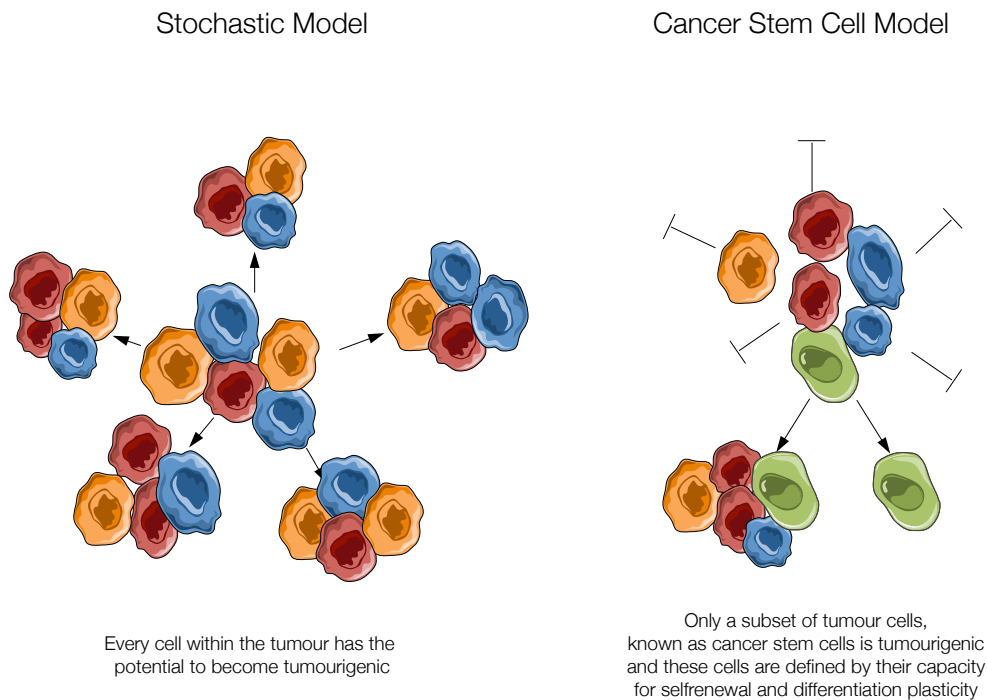 Stochastic Model
Cancer Stem Cell Model
Every cell within the tumour has the
potential to become tumourigenic
Only a subset of tumour cells,
known as cancer stem cells is tumourigenic
and these cells are defined by their capacity
for selfrenewal and differentiation plasticity